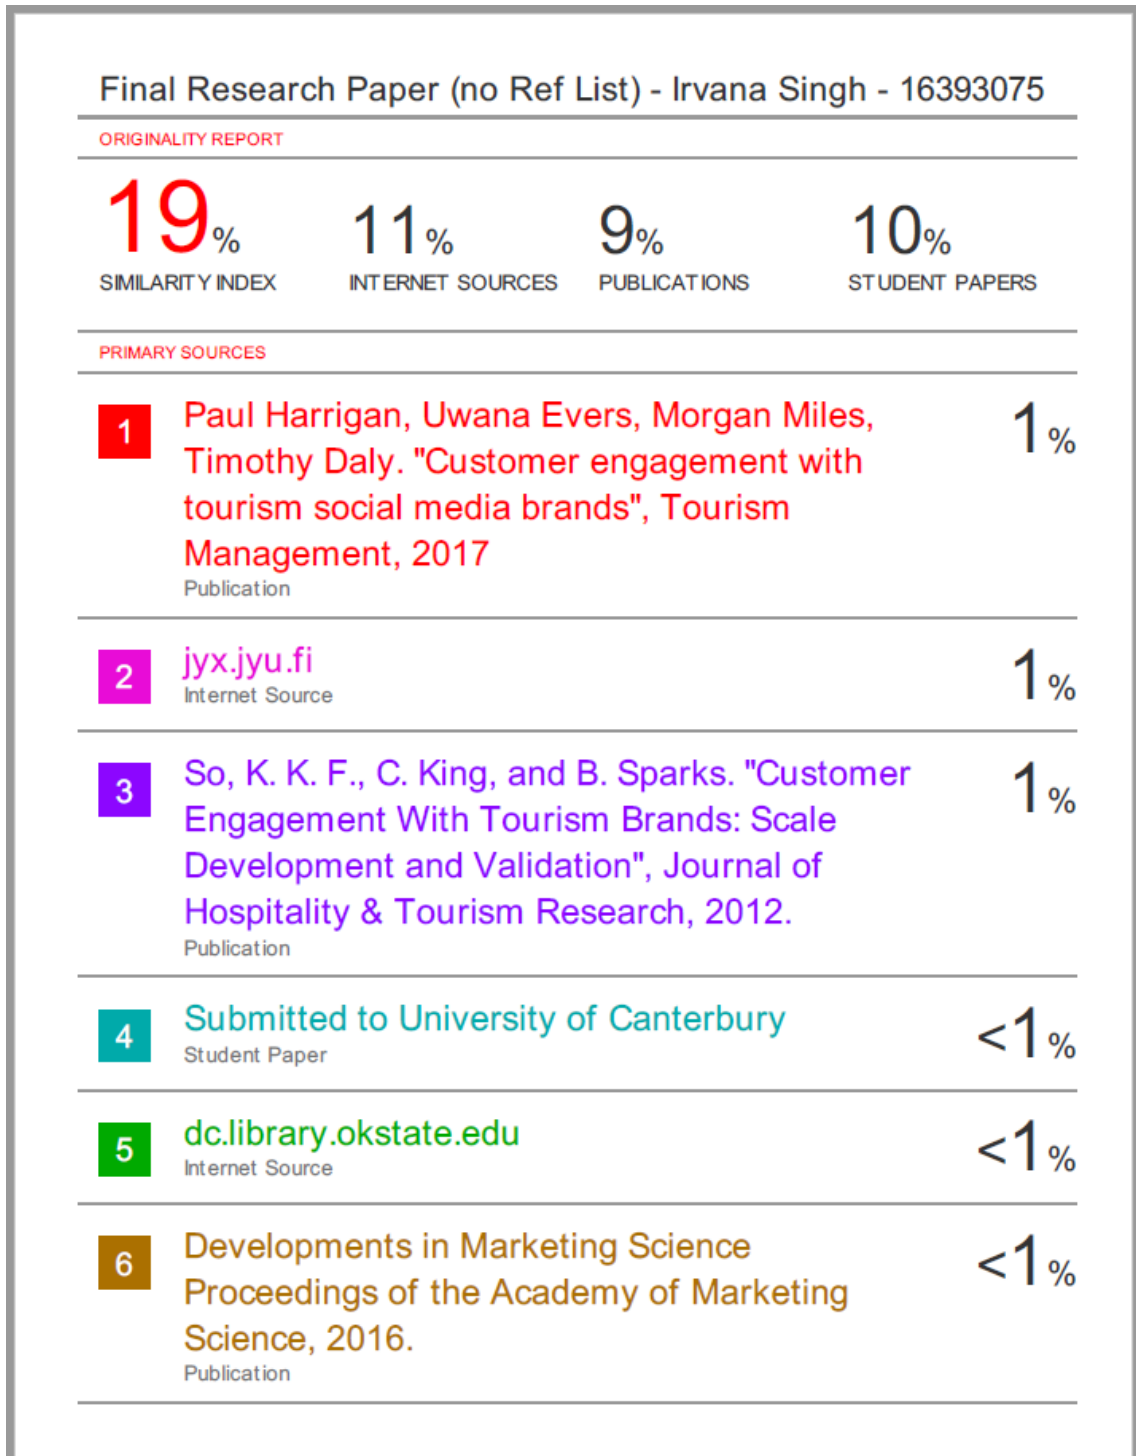 Final Research Paper (no Ref List) - Irvana Singh - 16393075
ORIGINALITY REPORT
19% 11% 9% 10%
SIMILARITY INDEX INTERNET SOURCES PUBLICATIONS STUDENT PAPERS
PRIMARY SOURCES
1 Paul Harrigan, Uwana Evers, Morgan Miles, 1%
Timothy Daly. "Customer engagement with
tourism social media brands", Tourism
Management, 2017
Publication
2 jyx.jyu.fi 1%
Internet Source
3 So, K. K. F., C. King, and B. Sparks. "Customer 1%
Engagement With Tourism Brands: Scale
Development and Validation", Journal of
Hospitality & Tourism Research, 2012.
Publication
4 Submitted to University of Canterbury <1%
Student Paper
5 dc.library.okstate.edu <1%
Internet Source
6 Developments in Marketing Science <1%
Proceedings of the Academy of Marketing
Science, 2016.
Publication